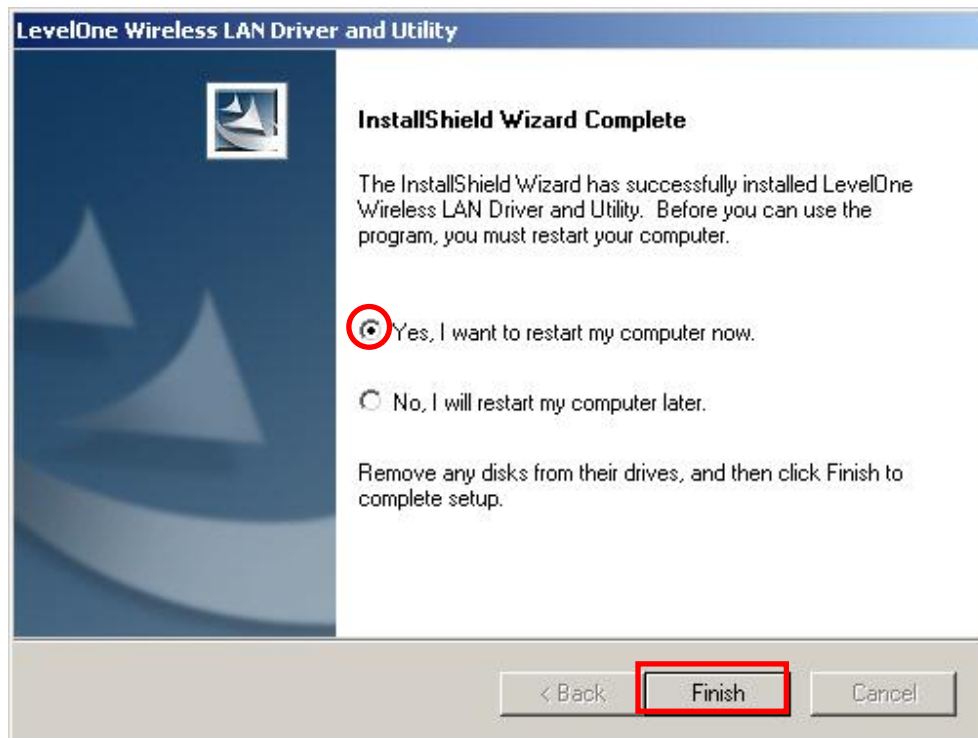 LevelOne Wireless LAN Driver and Utility
InstallShield Wizard Complete
The InstallShield Wizard has successfully installed LevelOne
Wireless LAN Driver and Utility.  Before you can use the
program, you must restart your computer.
Yes, I want to restart my computer now.
No, I will restart my computer later.
Remove any disks from their drives, and then click Finish to
complete setup.
< Back Finish Cancel